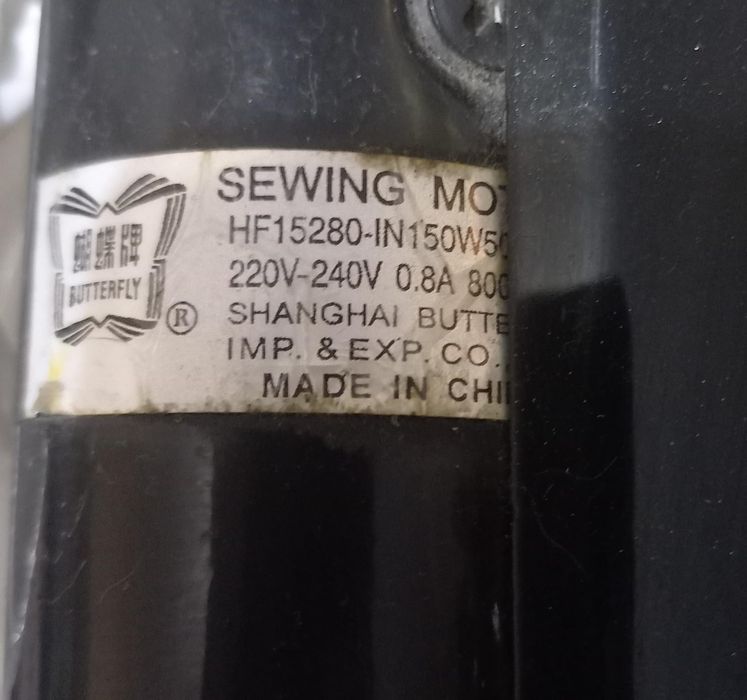 蝴蝶牌
BUTTERFLY
®
SEWING MO
HF15280-IN150W50
220V-240V 0.8A 800
SHANGHAI BUTTE
IMP. & EXP. CO.
MADE IN CHI